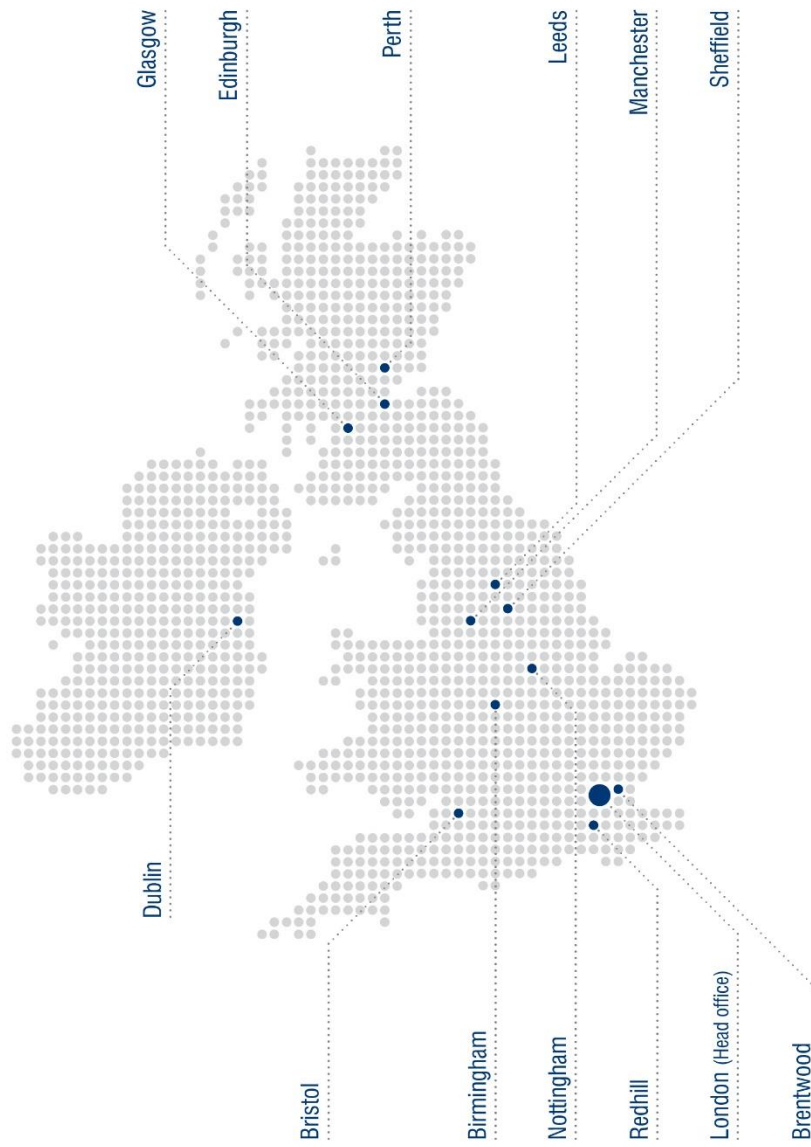 Glasgow
Edinburgh
Perth
Leeds
Manchester
Sheffield
Dublin
Bristol
Birmingham
Nottingham
Redhill
London (Head office)
Brentwood